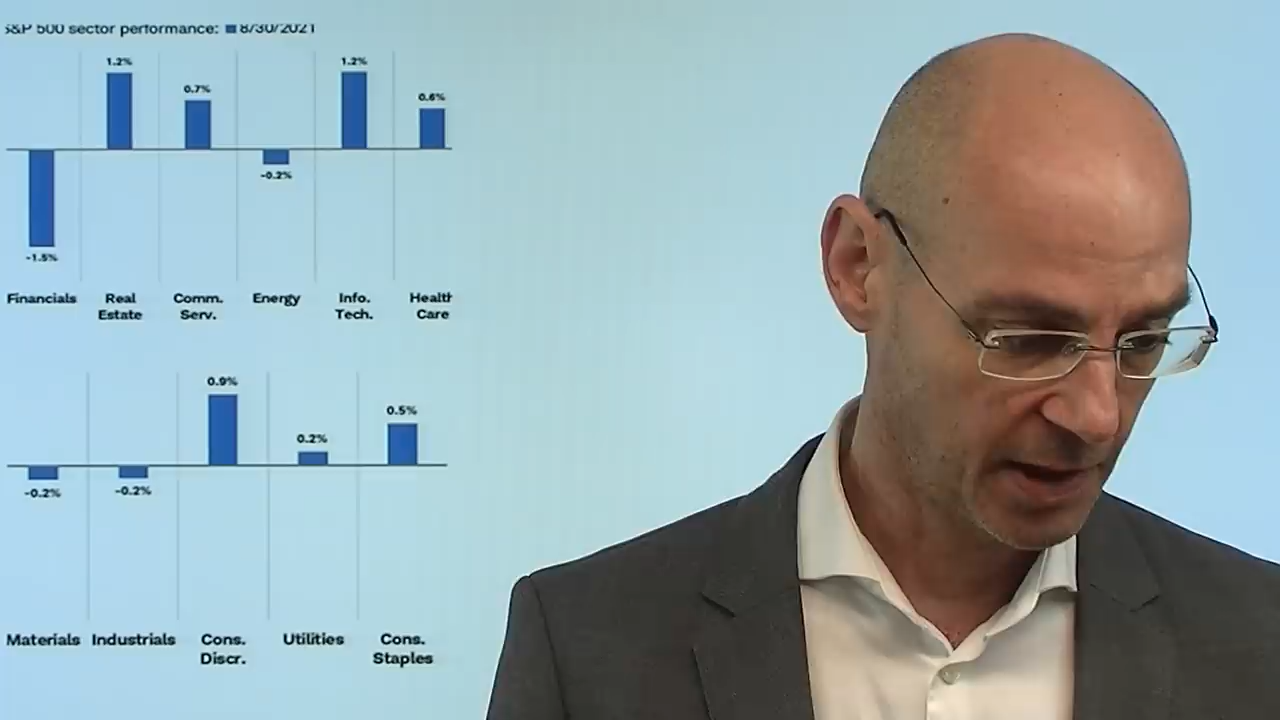 S&P 500 sector performance: 8/30/2021
1.2% 1.2%
0.7% 0.6%
-0.2%
-1.5%
Financials Real Estate Comm. Serv. Energy Info. Tech. Health Care
0.9%
0.5%
0.2%
-0.2% -0.2%
Materials Industrials Cons. Discr. Utilities Cons. Staples